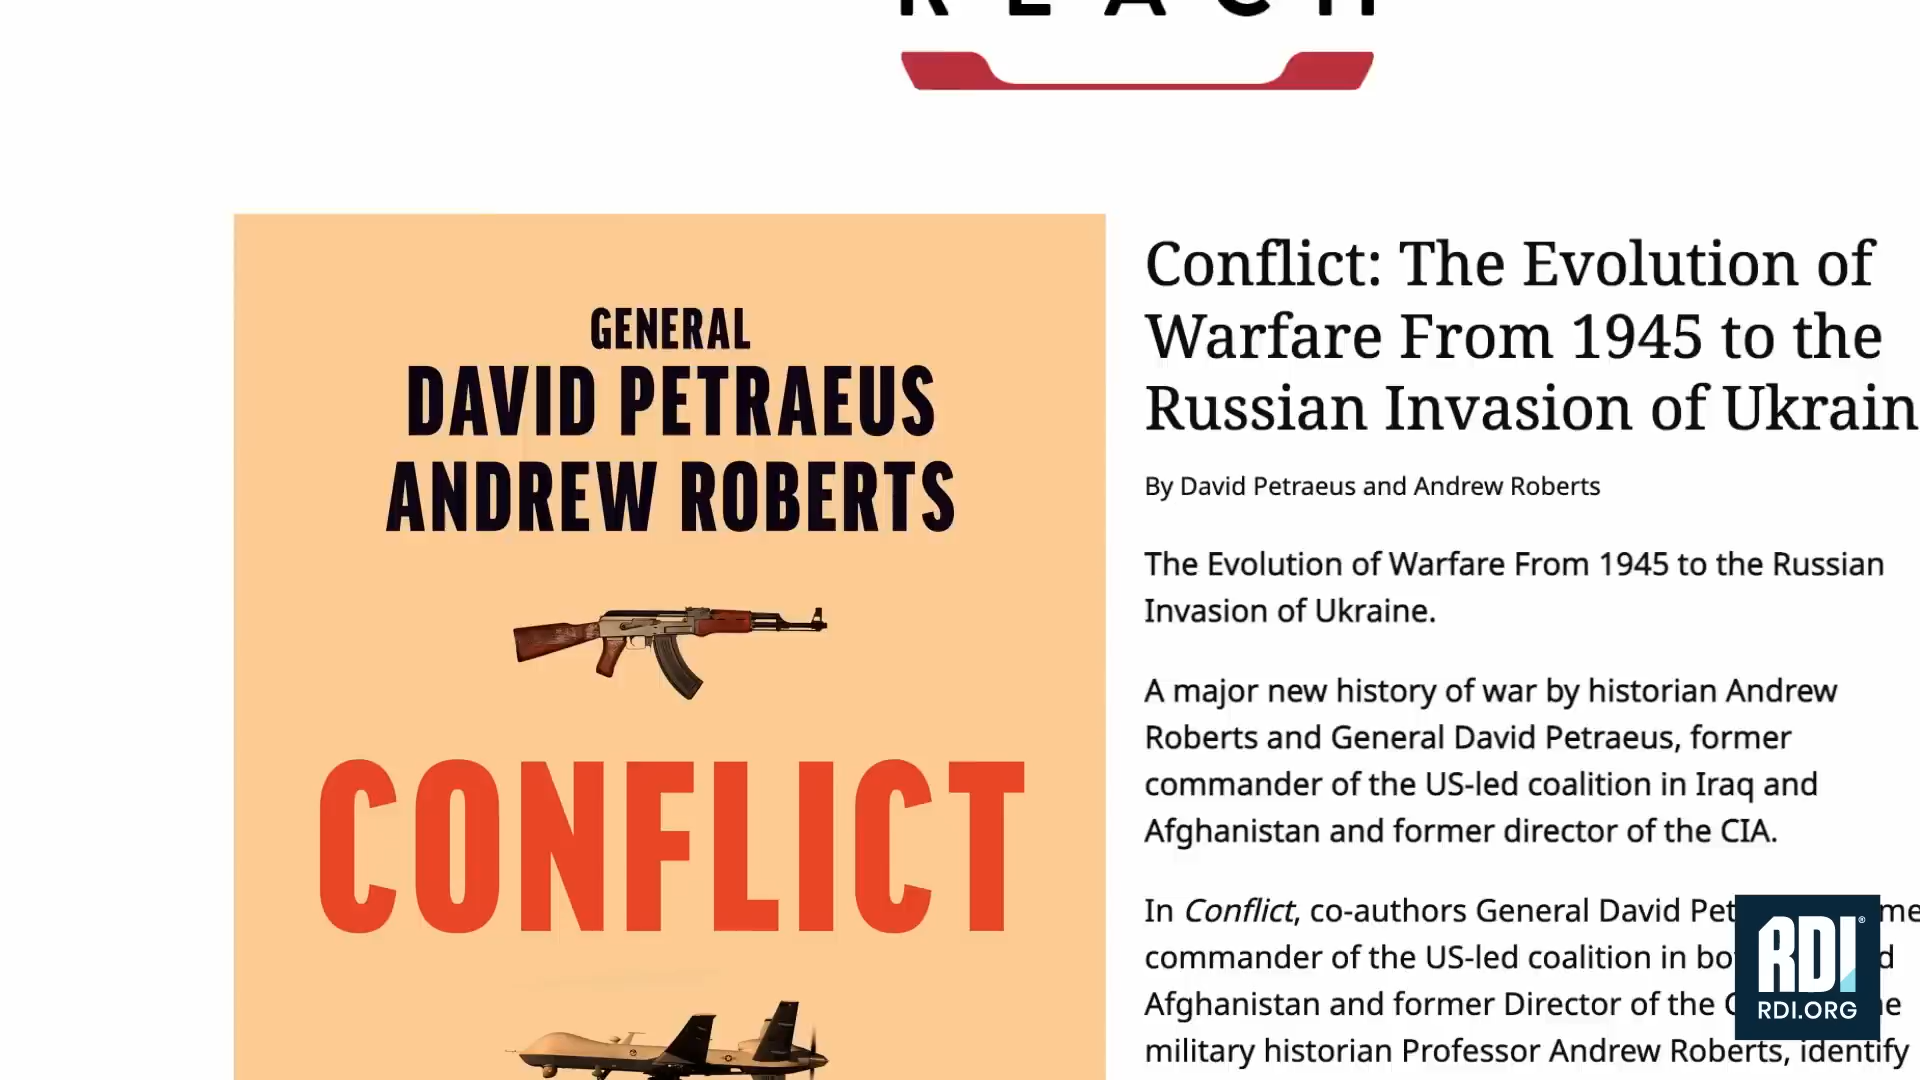 REACH
GENERAL
DAVID PETRAEUS
ANDREW ROBERTS
CONFLICT
Conflict: The Evolution of
Warfare From 1945 to the
Russian Invasion of Ukrain
By David Petraeus and Andrew Roberts
The Evolution of Warfare From 1945 to the Russian
Invasion of Ukraine.
A major new history of war by historian Andrew
Roberts and General David Petraeus, former
commander of the US-led coalition in Iraq and
Afghanistan and former director of the CIA.
In Conflict, co-authors General David Pet
commander of the US-led coalition in bo
Afghanistan and former Director of the
military historian Professor Andrew Roberts, identify
RDI®
RDI.ORG